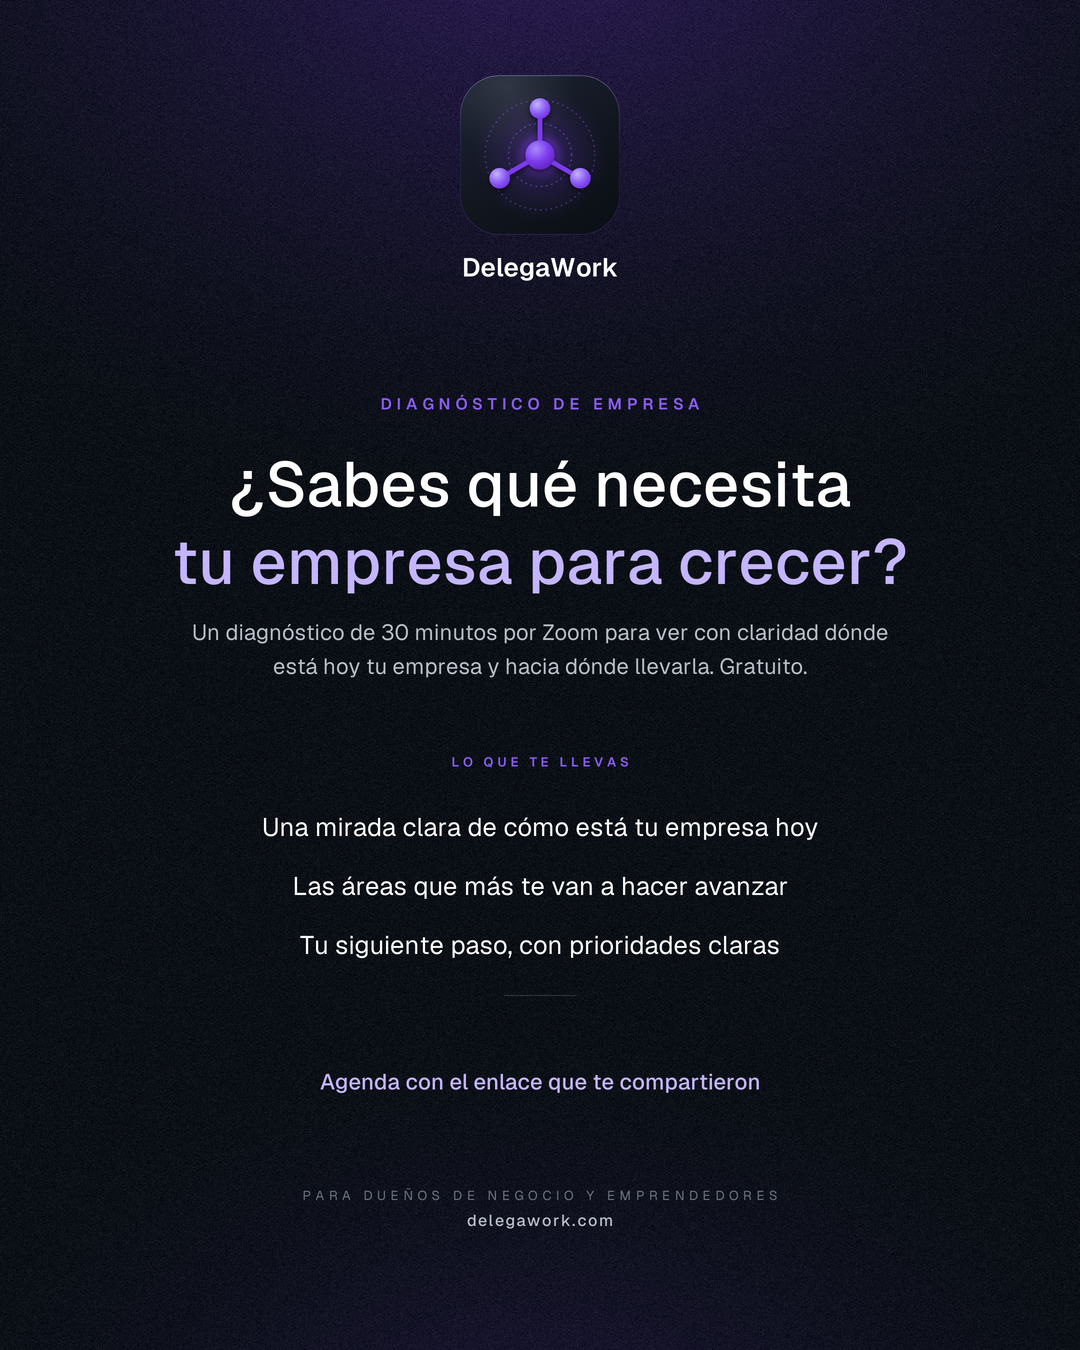 DelegaWork
DIAGNÓSTICO DE EMPRESA
¿Sabes qué necesita
tu empresa para crecer?
Un diagnóstico de 30 minutos por Zoom para ver con claridad dónde
está hoy tu empresa y hacia dónde llevarla. Gratuito.
LO QUE TE LLEVAS
Una mirada clara de cómo está tu empresa hoy
Las áreas que más te van a hacer avanzar
Tu siguiente paso, con prioridades claras
Agenda con el enlace que te compartieron
PARA DUEÑOS DE NEGOCIO Y EMPRENDEDORES
delegawork.com